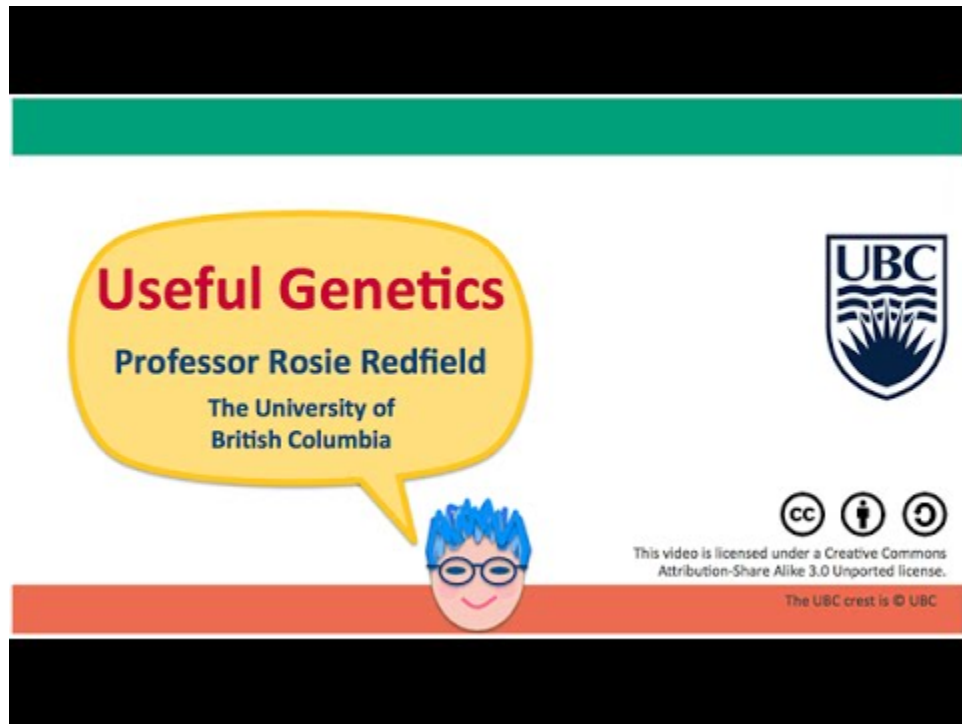 Useful Genetics
Professor Rosie Redfield
The University of
British Columbia
UBC
cc
This video is licensed under a Creative Commons
Attribution-Share Alike 3.0 Unported license.
The UBC crest is © UBC